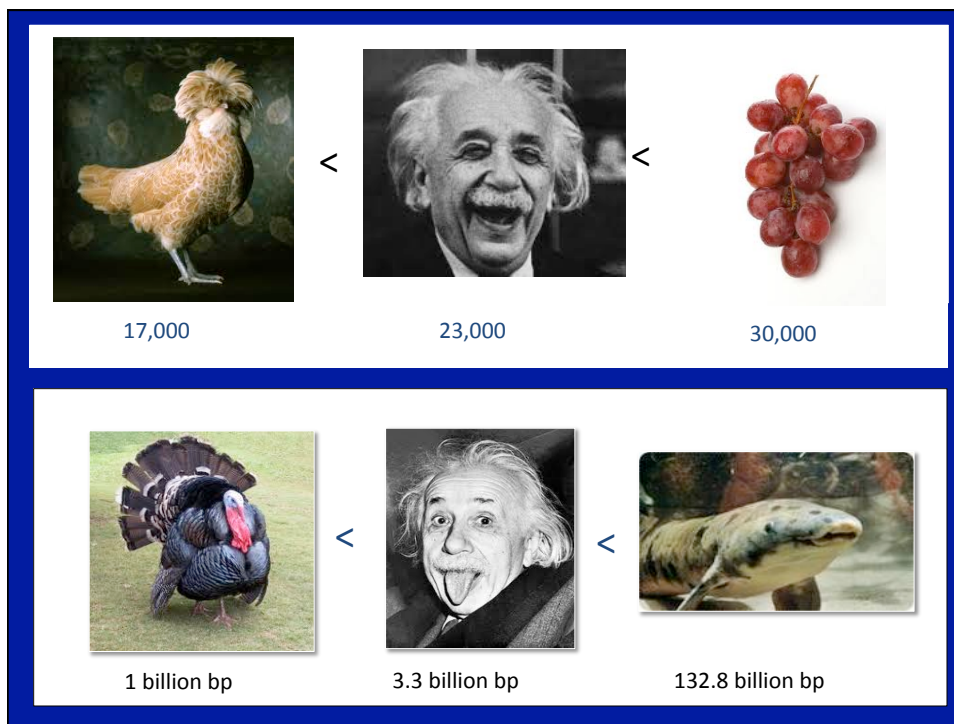 < <
17,000 23,000 30,000
< <
1 billion bp 3.3 billion bp 132.8 billion bp